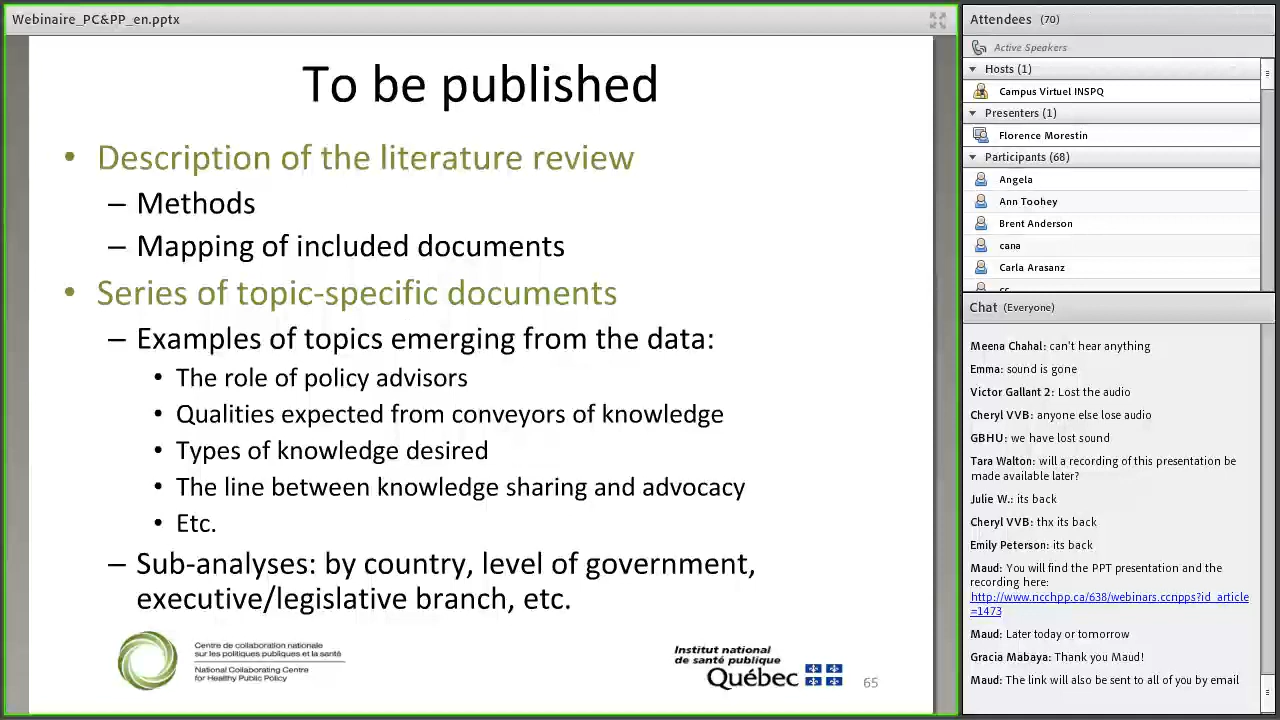 Webinaire_PC&PP_en.pptx
To be published
• Description of the literature review
– Methods
– Mapping of included documents
• Series of topic-specific documents
– Examples of topics emerging from the data:
• The role of policy advisors
• Qualities expected from conveyors of knowledge
• Types of knowledge desired
• The line between knowledge sharing and advocacy
• Etc.
– Sub-analyses: by country, level of government,
executive/legislative branch, etc.
Centre de collaboration nationale
sur les politiques publiques et la santé
National Collaborating Centre
for Healthy Public Policy
Institut national
de santé publique
Québec
65
Attendees (70)
Active Speakers
Hosts (1)
Campus Virtuel INSPQ
Presenters (1)
Florence Morestin
Participants (68)
Angela
Ann Toohey
Brent Anderson
cana
Carla Arasanz
Chat (Everyone)
Meena Chahal: can't hear anything
Emma: sound is gone
Victor Gallant 2: Lost the audio
Cheryl VVB: anyone else lose audio
GBHU: we have lost sound
Tara Walton: will a recording of this presentation be
made available later?
Julie W.: its back
Cheryl VVB: thx its back
Emily Peterson: its back
Maud: You will find the PPT presentation and the
recording here:
http://www.ncchpp.ca/638/webinars.ccnpps?id_article
=1473
Maud: Later today or tomorrow
Grace Mabaya: Thank you Maud!
Maud: The link will also be sent to all of you by email